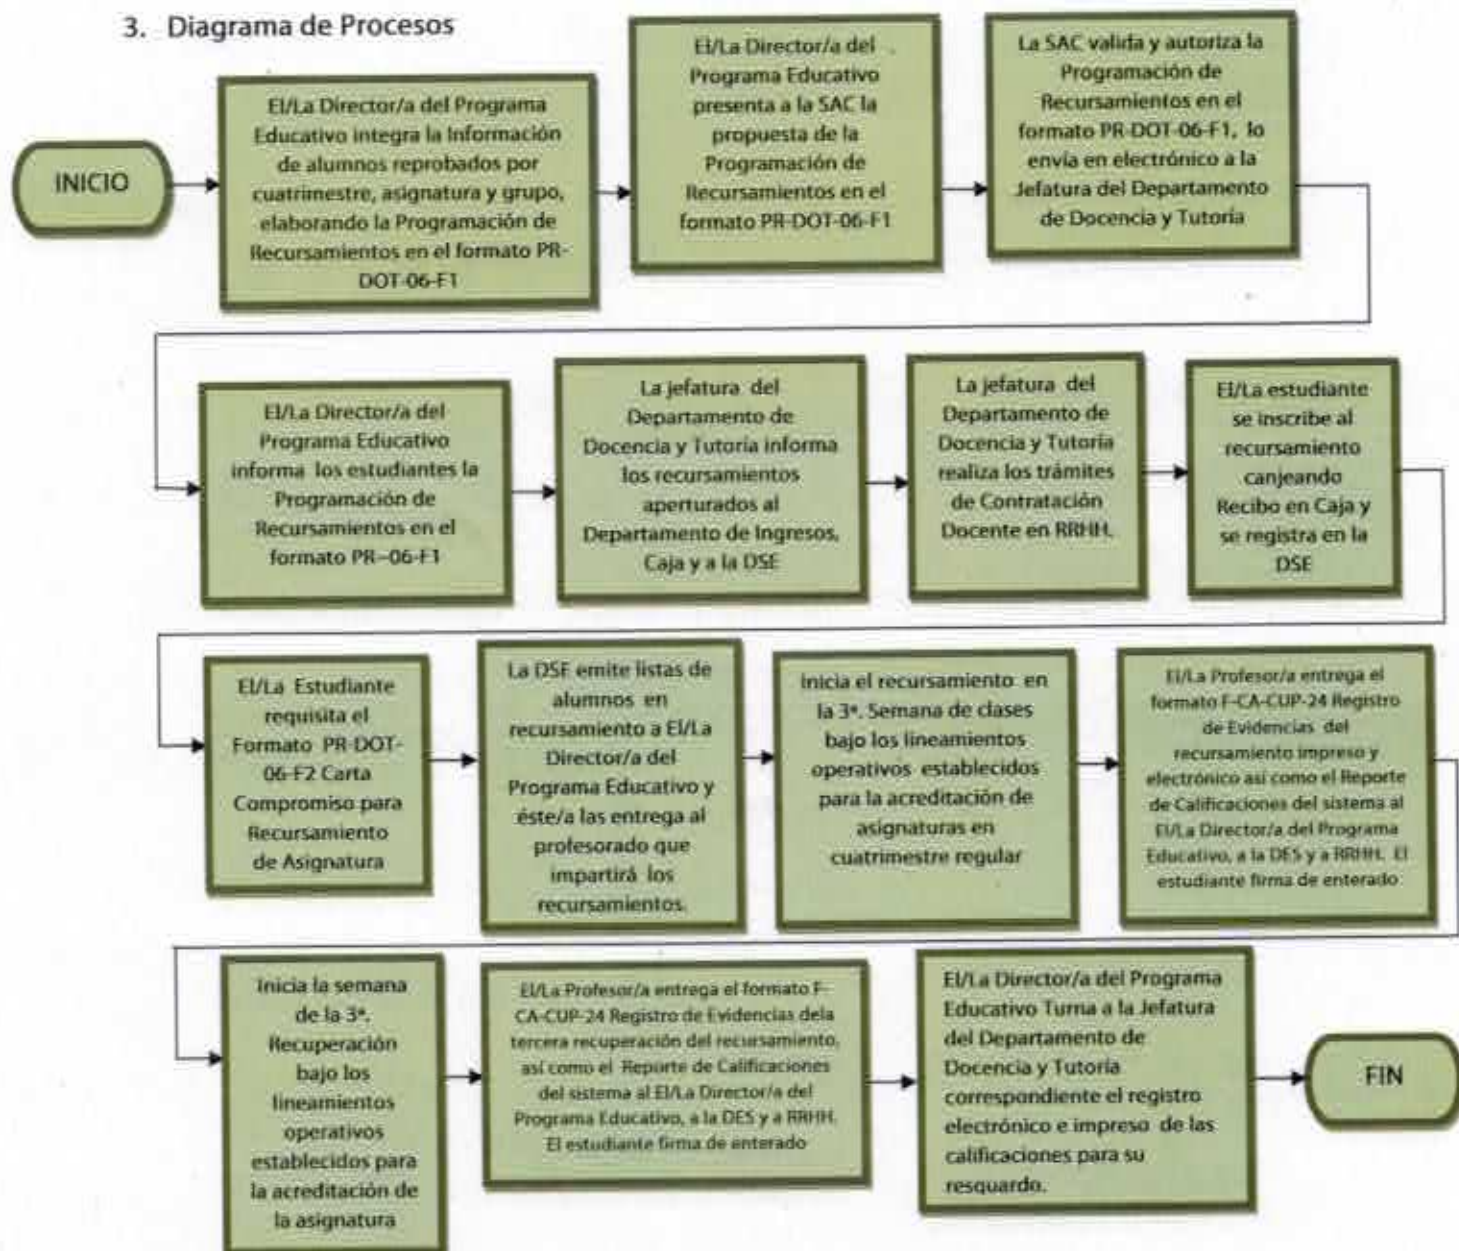 3. Diagrama de Procesos
INICIO
El/La Director/a del Programa
Educativo integra la Información
de alumnos reprobados por
cuatrimestre, asignatura y grupo,
elaborando la Programación de
Recursamientos en el formato PR-
DOT-06-F1
El/La Director/a del
Programa Educativo
presenta a la SAC la
propuesta de la
Programación de
Recursamientos en el
formato PR-DOT-06-F1
La SAC valida y autoriza la
Programación de
Recursamientos en el
formato PR-DOT-06-F1, lo
envía en electrónico a la
Jefatura del Departamento
de Docencia y Tutoría
El/La Director/a del
Programa Educativo
informa los estudiantes la
Programación de
Recursamientos en el
formato PR–06-F1
La jefatura del
Departamento de
Docencia y Tutoría informa
los recursamientos
aperturados al
Departamento de Ingresos,
Caja y a la DSE
La jefatura del
Departamento de
Docencia y Tutoría
realiza los trámites
de Contratación
Docente en RRHH.
El/La estudiante
se inscribe al
recursamiento
canjeando
Recibo en Caja y
se registra en la
DSE
El/La Estudiante
requisita el
Formato PR-DOT-
06-F2 Carta
Compromiso para
Recursamiento
de Asignatura
La DSE emite listas de
alumnos en
recursamiento a El/La
Director/a del
Programa Educativo y
éste/a las entrega al
profesorado que
impartirá los
recursamientos.
Inicia el recursamiento en
la 3ª. Semana de clases
bajo los lineamientos
operativos establecidos
para la acreditación de
asignaturas en
cuatrimestre regular
El/La Profesor/a entrega el
formato F-CA-CUP-24 Registro
de Evidencias del
recursamiento impreso y
electrónico así como el Reporte
de Calificaciones del sistema al
El/La Director/a del Programa
Educativo, a la DES y a RRHH. El
estudiante firma de enterado
Inicia la semana
de la 3ª.
Recuperación
bajo los
lineamientos
operativos
establecidos para
la acreditación de
la asignatura
El/La Profesor/a entrega el formato F-
CA-CUP-24 Registro de Evidencias dela
tercera recuperación del recursamiento,
así como el Reporte de Calificaciones
del sistema al El/La Director/a del
Programa Educativo, a la DES y a RRHH.
El estudiante firma de enterado
El/La Director/a del Programa
Educativo Turna a la Jefatura
del Departamento de
Docencia y Tutoría
correspondiente el registro
electrónico e impreso de las
calificaciones para su
resguardo.
FIN